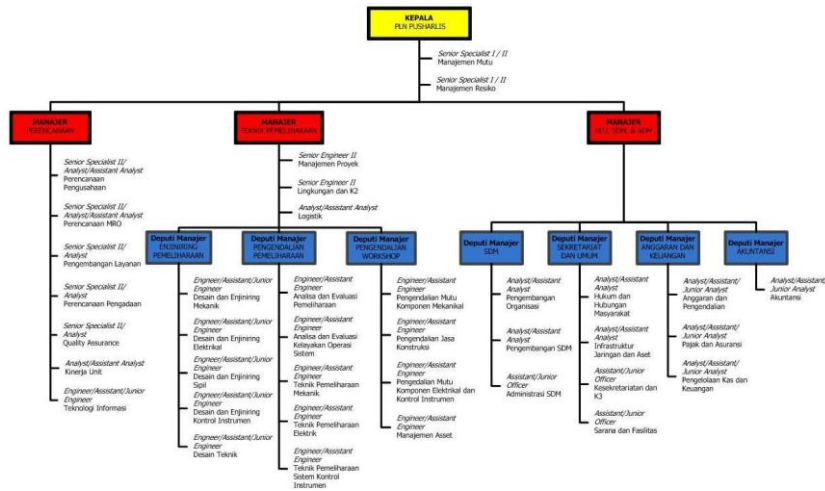 KEPALA
PLN PUSHARLIS
Senior Specialist I / II
Manajemen Mutu
Senior Specialist I / II
Manajemen Resiko
MANAJER
PERENCANAAN
Senior Specialist II/
Analyst/Assistant Analyst
Perencanaan
Pengusahaan
Senior Specialist II/
Analyst/Assistant Analyst
Perencanaan MRO
Senior Specialist II/
Analyst
Pengembangan Layanan
Senior Specialist II/
Analyst
Perencanaan Pengadaan
Senior Specialist II/
Analyst
Quality Assurance
Analyst/Assistant Analyst
Kinerja Unit
Engineer/Assistant/Junior
Engineer
Teknologi Informasi
MANAJER
TEKNIK PEMELIHARAAN
Senior Engineer II
Manajemen Proyek
Senior Engineer II
Lingkungan dan K2
Analyst/Assistant Analyst
Logistik
Deputi Manajer
ENJINIRING
PEMELIHARAAN
Engineer/Assistant/Junior
Engineer
Desain dan Enjiniring
Mekanik
Engneer/Assistant/Junior
Engineer
Desain dan Enjiniring
Elektrikal
Engneer/Assistant/Junior
Engineer
Desain dan Enjiniring
Sipil
Engneer/Assistant/Junior
Engineer
Desain dan Enjiniring
Kontrol Instrumen
Engneer/Assistant/Junior
Engineer
Desain Teknik
Deputi Manajer
PENGENDALIAN
PEMELIHARAAN
Engineer/Assistant
Engineer
Analisa dan Evaluasi
Pemeliharaan
Engineer/Assistant
Engineer
Analisa dan Evaluasi
Kelayakan Operasi
Sistem
Engineer/Assistant
Engineer
Teknik Pemeliharaan
Mekanik
Engineer/Assistant
Engineer
Teknik Pemeliharaan
Elektrik
Engineer/Assistant
Engineer
Teknik Pemeliharaan
Sistem Kontrol
Instrumen
Deputi Manajer
PENGENDALIAN
WORKSHOP
Engineer/Assistant
Engineer
Pengendalian Mutu
Komponen Mekanikal
Engineer/Assistant
Engineer
Pengendalian Jasa
Konstruksi
Engineer/Assistant
Engineer
Pengedalian Mutu
Komponen Elektrikal dan
Kontrol Instrumen
Engineer/Assistant
Engineer
Manajemen Asset
MANAJER
Deputi Manajer
SDM
Analyst/Assistant
Analyst
Pengembangan
Organisasi
Analyst/Assistant
Analyst
Pengembangan SDM
Assistant/Junior
Officer
Administrasi SDM
Deputi Manajer
SEKRETARIAT
DAN UMUM
Analyst/Assistant
Analyst
Hukum dan
Hubungan
Masyarakat
Analyst/Assistant
Analyst
Infrastruktur
Jaringan dan Aset
Assistant/Junior
Officer
Kesekretariatan dan
K3
Assistant/Junior
Officer
Sarana dan Fasilitas
Deputi Manajer
ANGGARAN DAN
KEUANGAN
Analyst/Assistant/
Junior Analyst
Anggaran dan
Pengendalian
Analyst/Assistant/
Junior Analyst
Pajak dan Asuransi
Analyst/Assistant/
Junior Analyst
Pengelolaan Kas dan
Keuangan
Deputi Manajer
AKUNTANSI
Analyst/Assistant/
Junior Analyst
Akuntansi